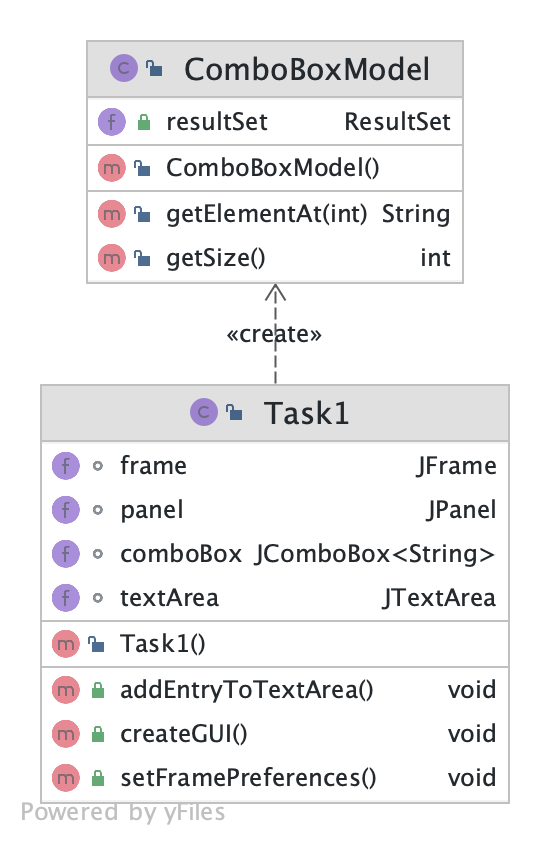 C ComboBoxModel
f resultSet ResultSet
m ComboBoxModel()
m getElementAt(int) String
m getSize() int
«create»
C Task1
f frame JFrame
f panel JPanel
f comboBox JComboBox<String>
f textArea JTextArea
m Task1()
m addEntryToTextArea() void
m createGUI() void
m setFramePreferences() void
Powered by yFiles